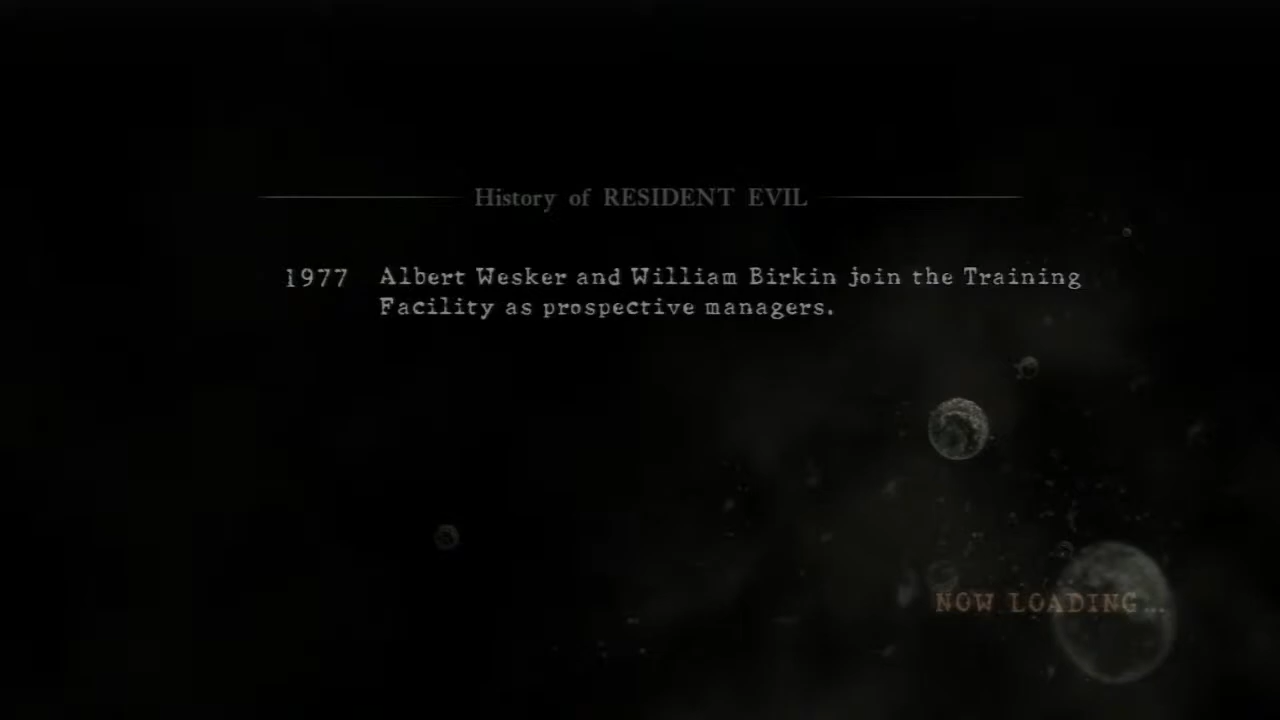 History of RESIDENT EVIL
1977 Albert Wesker and William Birkin join the Training
Facility as prospective managers.
NOW LOADING...